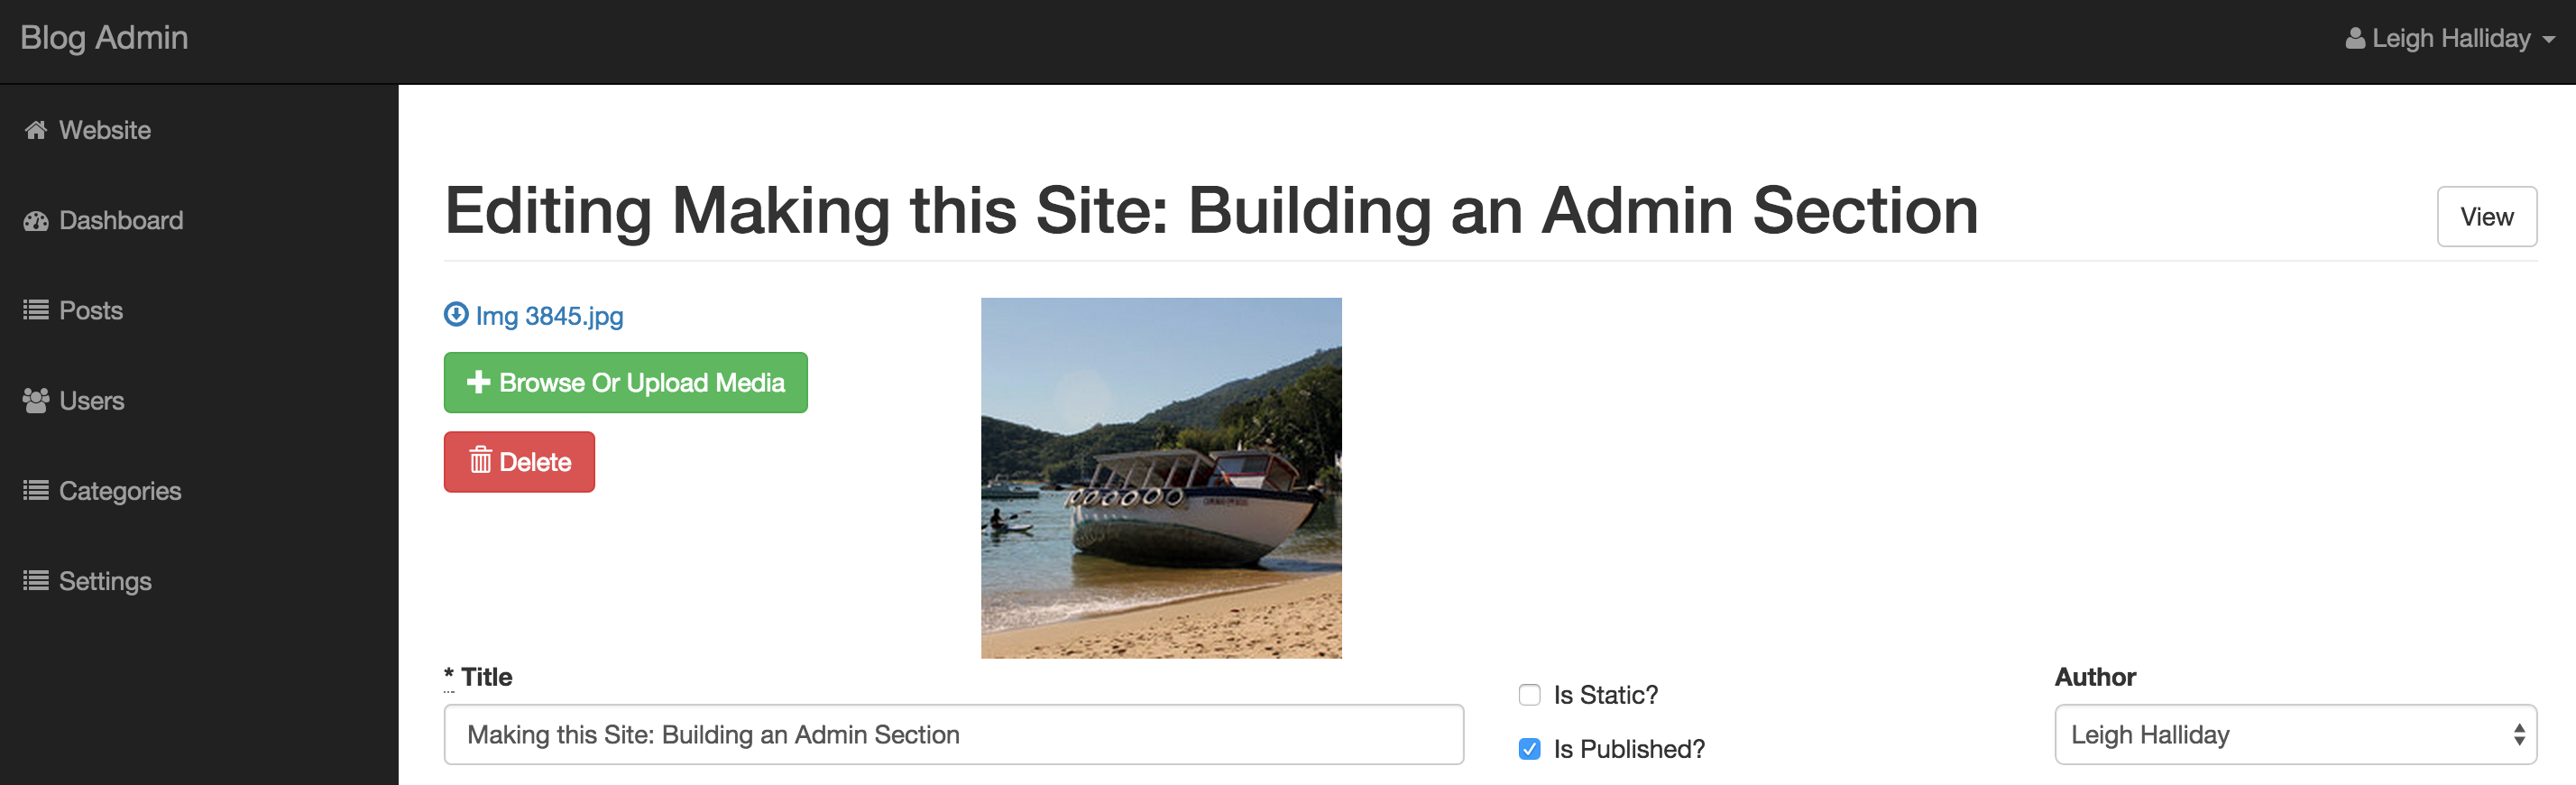 Blog Admin
Leigh Halliday
Website
Dashboard
Posts
Users
Categories
Settings
Editing Making this Site: Building an Admin Section
View
Img 3845.jpg
Browse Or Upload Media
Delete
* Title
Making this Site: Building an Admin Section
Is Static?
Is Published?
Author
Leigh Halliday